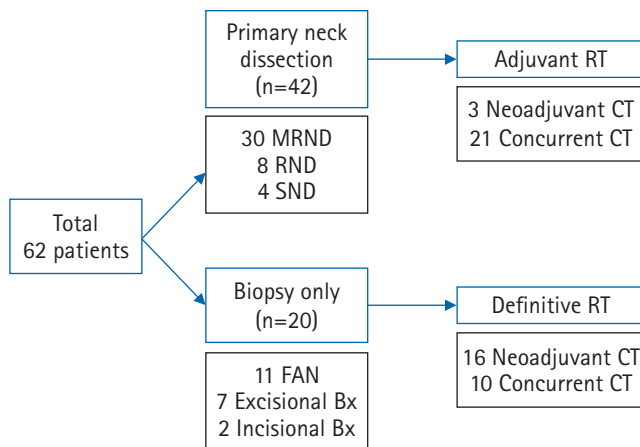 Primary neck
dissection
(n=42)
Adjuvant RT
30 MRND
8 RND
4 SND
3 Neoadjuvant CT
21 Concurrent CT
Total
62 patients
Biopsy only
(n=20)
Definitive RT
11 FAN
7 Excisional Bx
2 Incisional Bx
16 Neoadjuvant CT
10 Concurrent CT